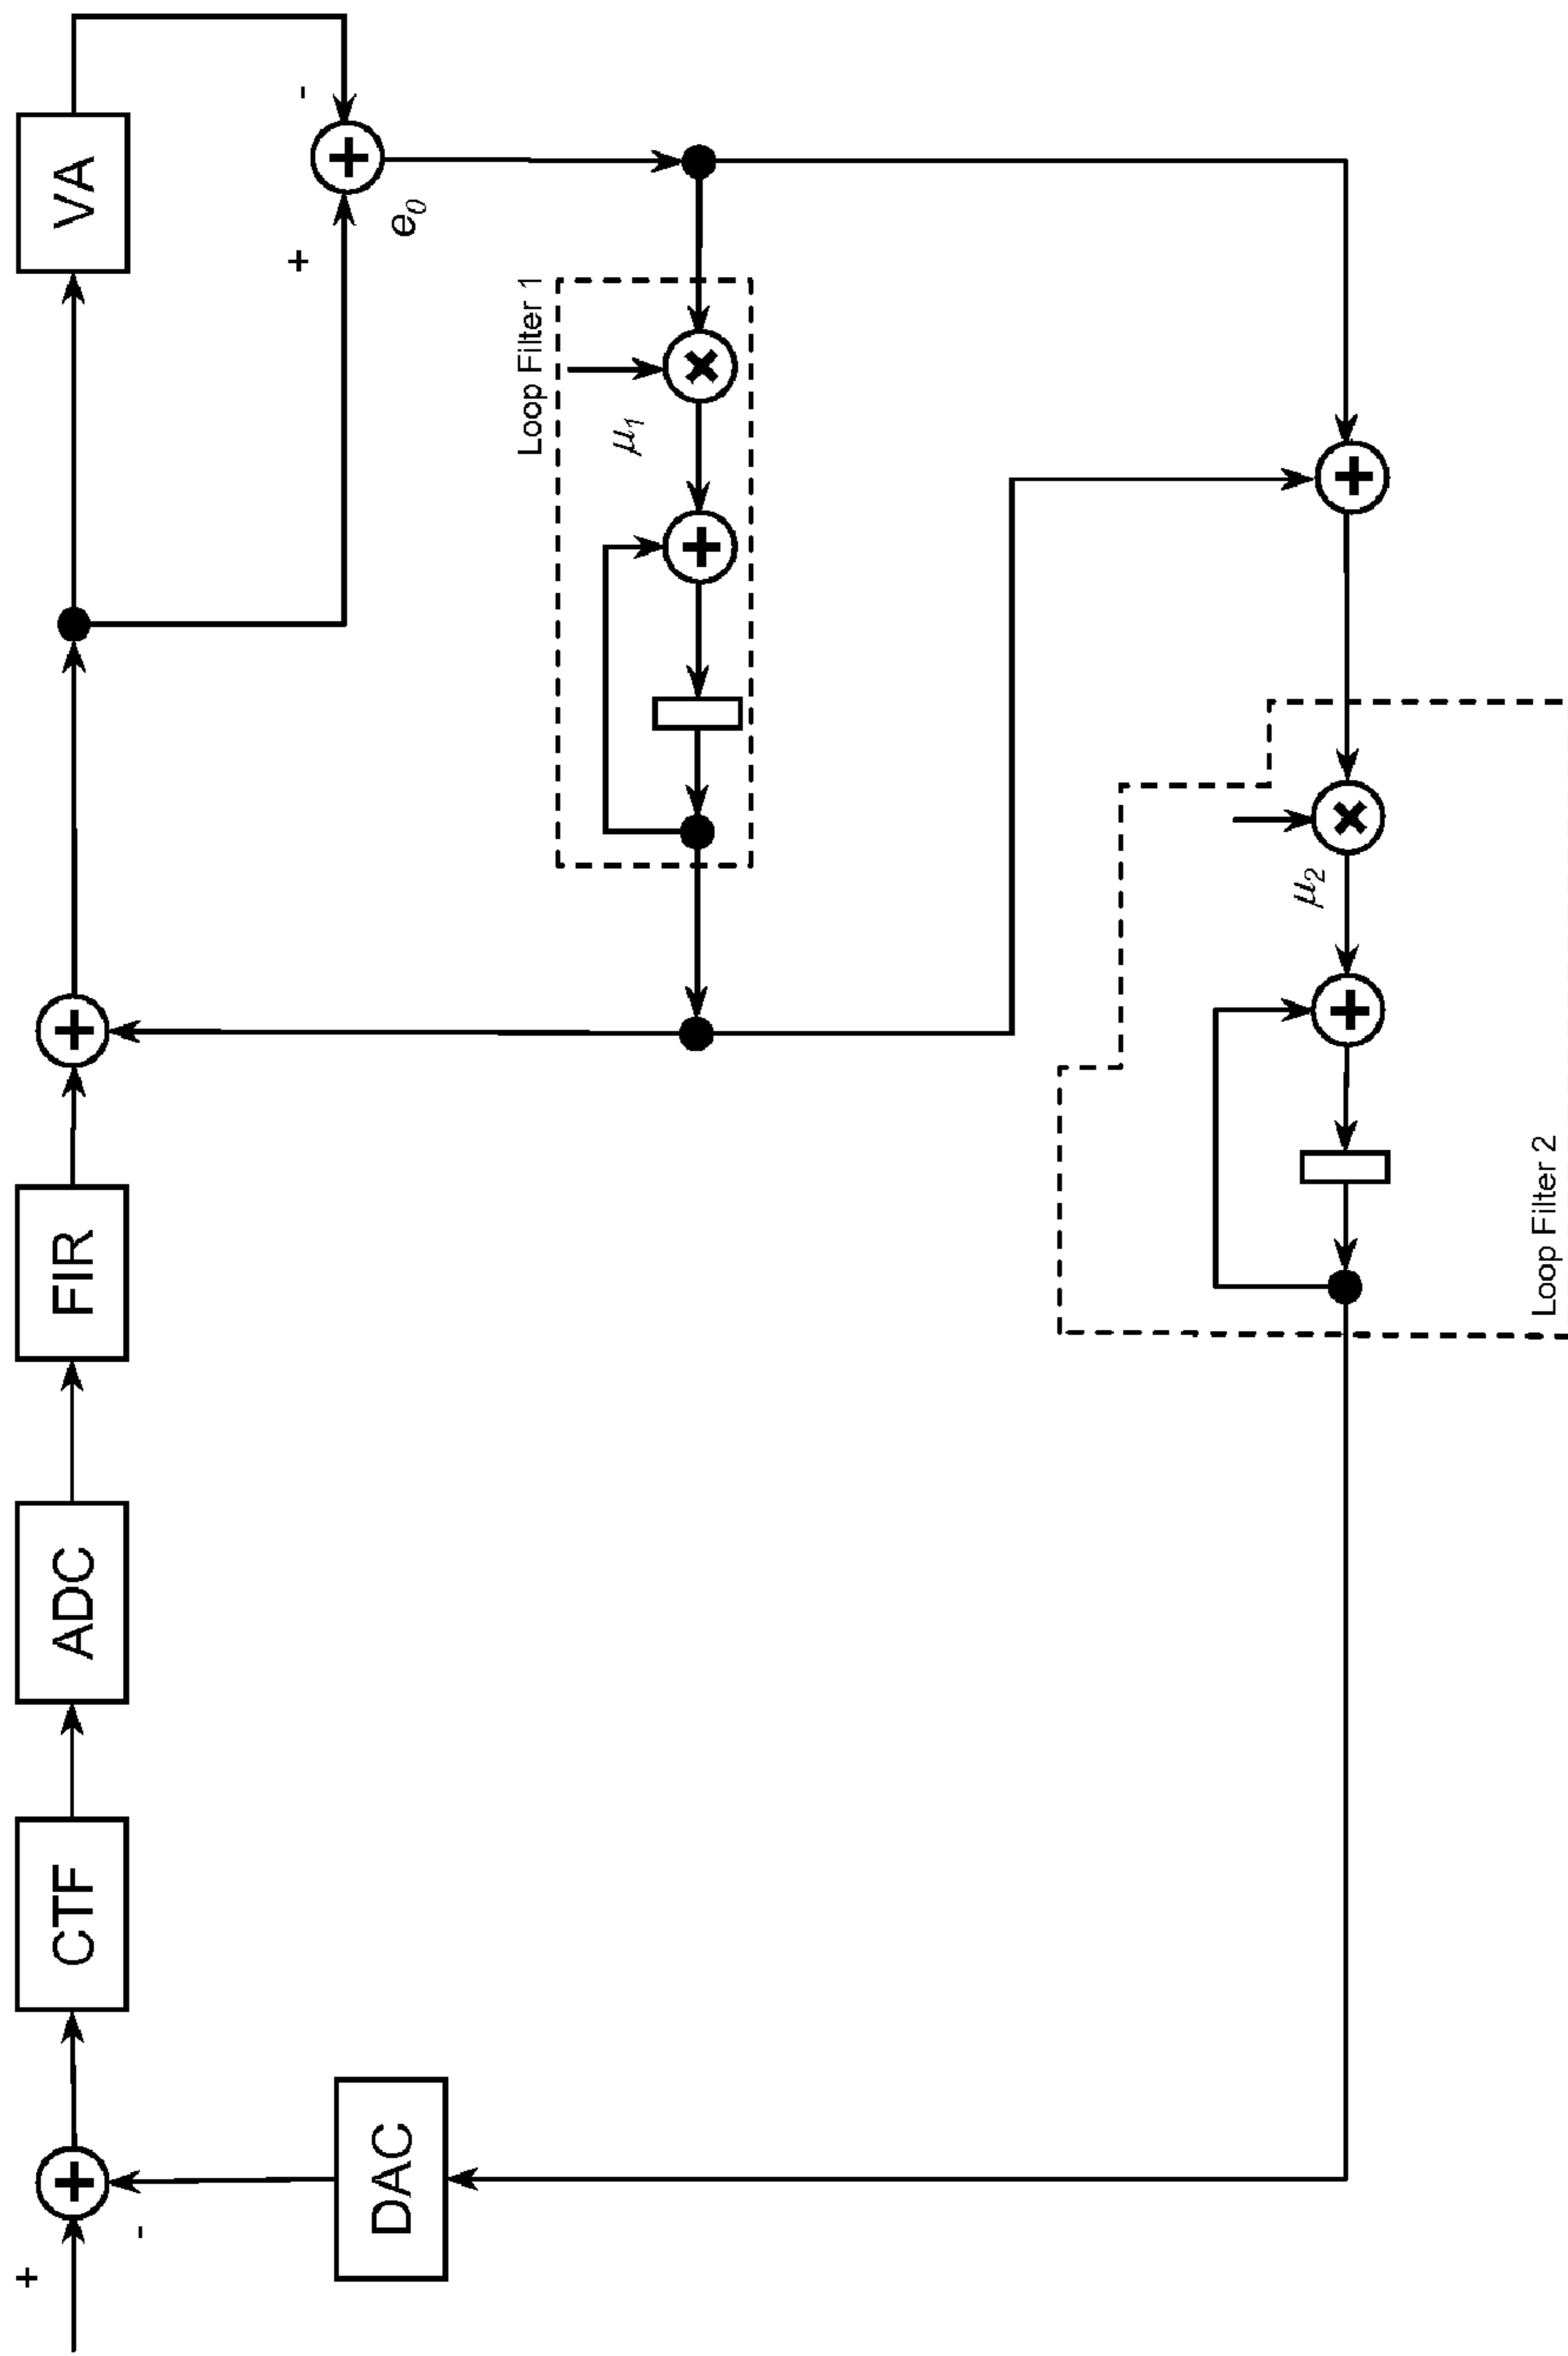 +
-
CTF
ADC
FIR
VA
+
-
e₀
DAC
Loop Filter 1
μ₁
μ₂
Loop Filter 2